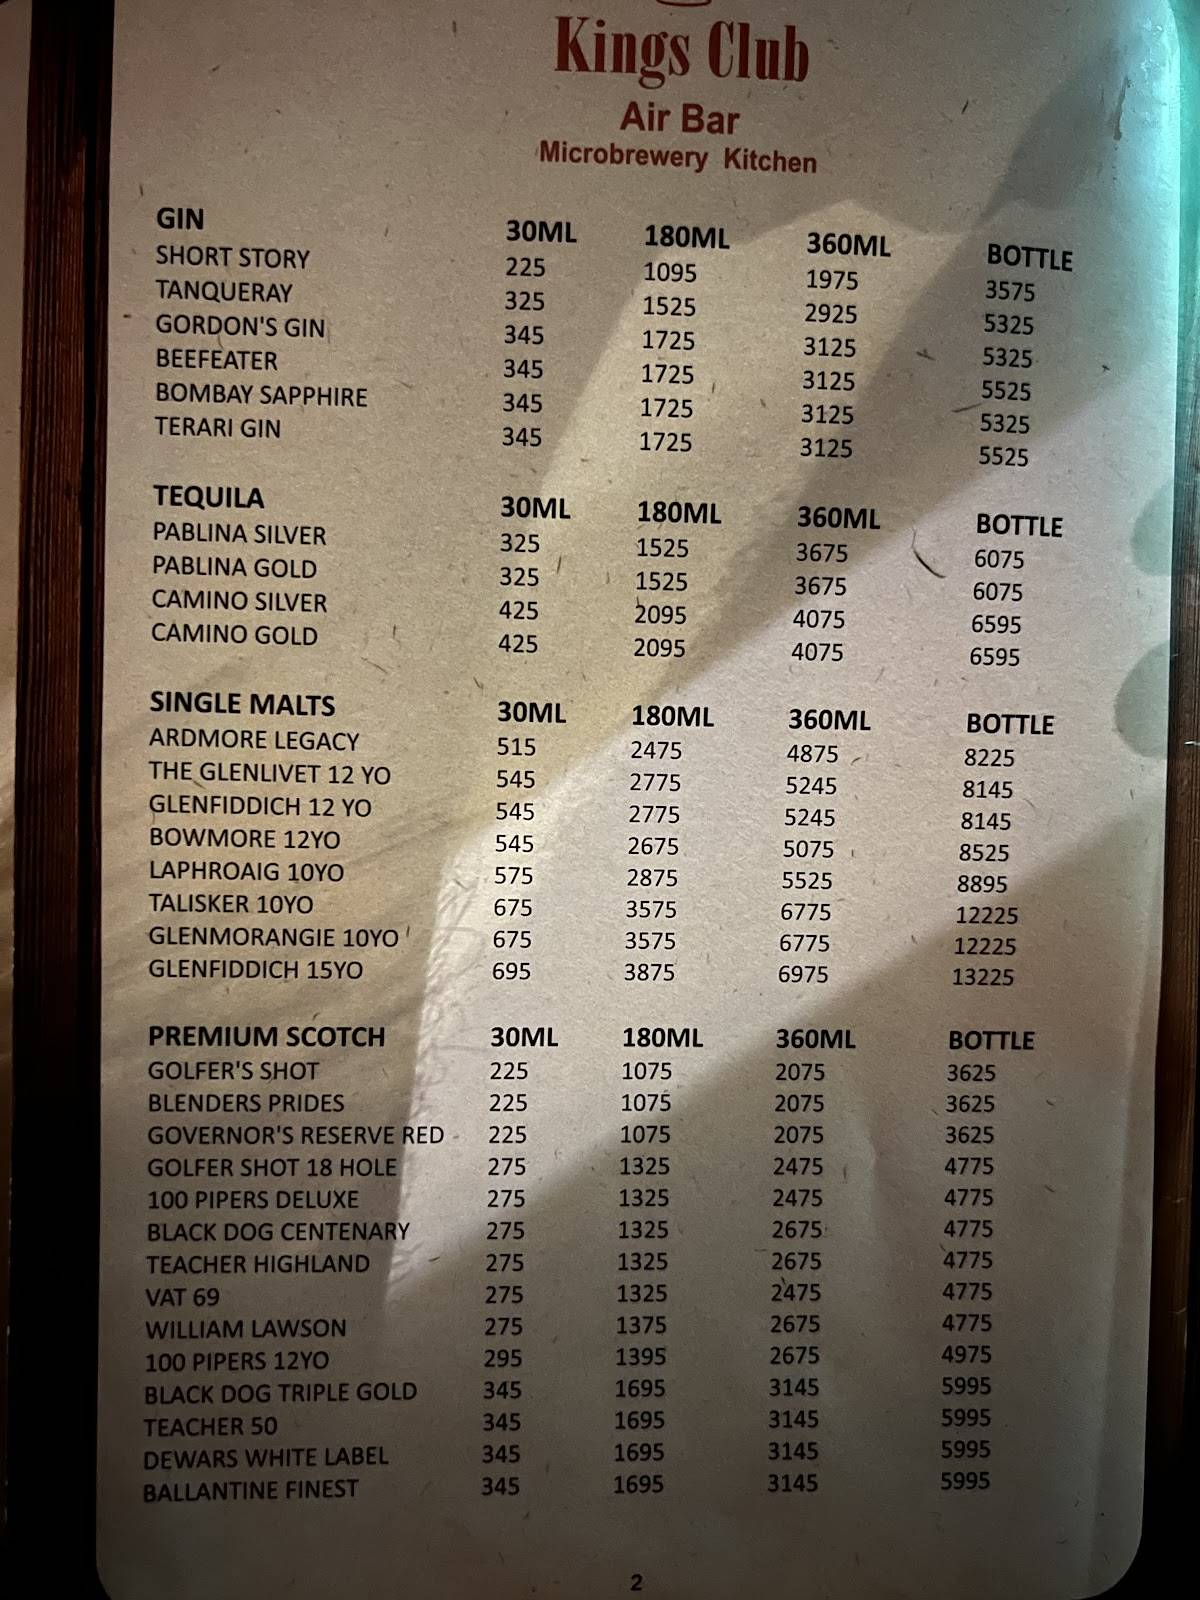 Kings Club
Air Bar
Microbrewery Kitchen
GIN 30ML 180ML 360ML BOTTLE
SHORT STORY 225 1095 1975 3575
TANQUERAY 325 1525 2925 5325
GORDON'S GIN 345 1725 3125 5325
BEEFEATER 345 1725 3125 5525
BOMBAY SAPPHIRE 345 1725 3125 5325
TERARI GIN 345 1725 3125 5525
TEQUILA 30ML 180ML 360ML BOTTLE
PABLINA SILVER 325 1525 3675 6075
PABLINA GOLD 325 1525 3675 6075
CAMINO SILVER 425 2095 4075 6595
CAMINO GOLD 425 2095 4075 6595
SINGLE MALTS 30ML 180ML 360ML BOTTLE
ARDMORE LEGACY 515 2475 4875 8225
THE GLENLIVET 12 YO 545 2775 5245 8145
GLENFIDDICH 12 YO 545 2775 5245 8145
BOWMORE 12YO 545 2675 5075 8525
LAPHROAIG 10YO 575 2875 5525 8895
TALISKER 10YO 675 3575 6775 12225
GLENMORANGIE 10YO 675 3575 6775 12225
GLENFIDDICH 15YO 695 3875 6975 13225
PREMIUM SCOTCH 30ML 180ML 360ML BOTTLE
GOLFER'S SHOT 225 1075 2075 3625
BLENDERS PRIDES 225 1075 2075 3625
GOVERNOR'S RESERVE RED 225 1075 2075 3625
GOLFER SHOT 18 HOLE 275 1325 2475 4775
100 PIPERS DELUXE 275 1325 2475 4775
BLACK DOG CENTENARY 275 1325 2675 4775
TEACHER HIGHLAND 275 1325 2675 4775
VAT 69 275 1325 2475 4775
WILLIAM LAWSON 275 1375 2675 4775
100 PIPERS 12YO 295 1395 2675 4975
BLACK DOG TRIPLE GOLD 345 1695 3145 5995
TEACHER 50 345 1695 3145 5995
DEWARS WHITE LABEL 345 1695 3145 5995
BALLANTINE FINEST 345 1695 3145 5995
2